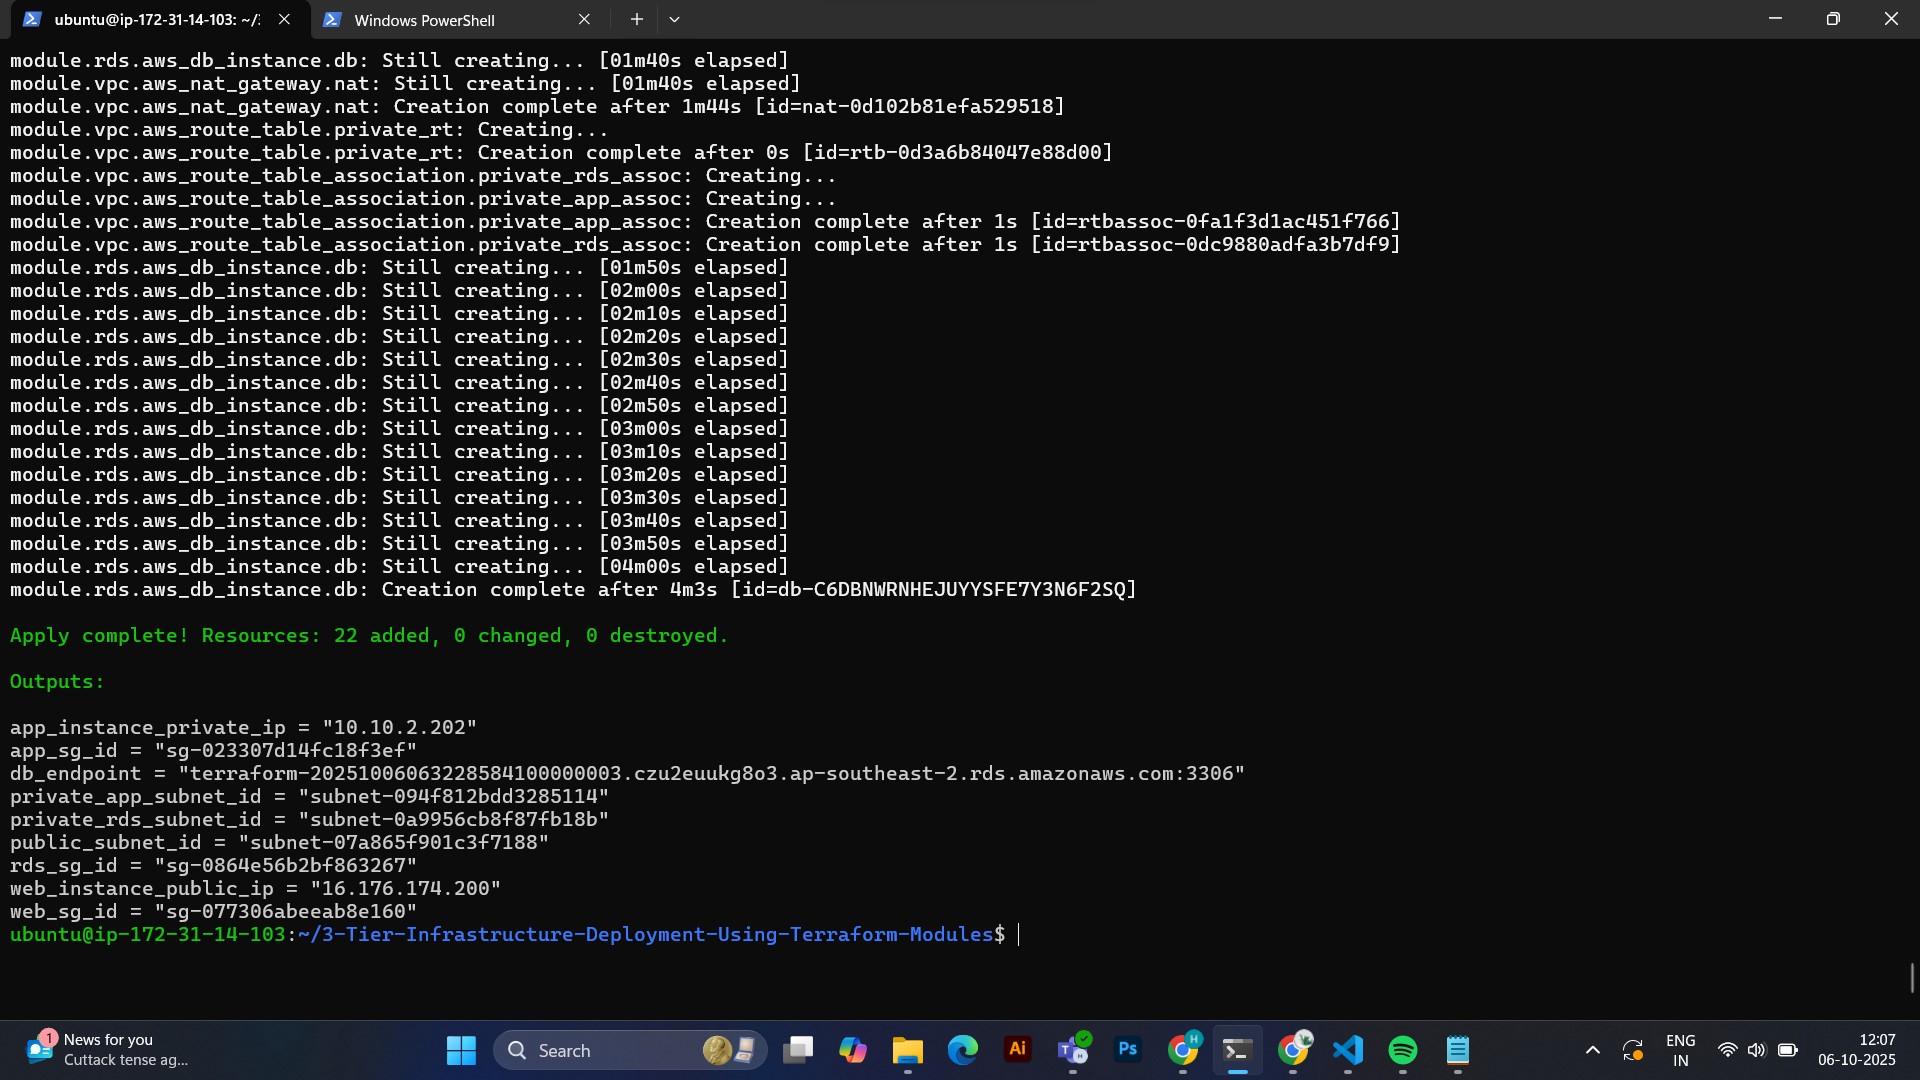 ubuntu@ip-172-31-14-103: ~/3
Windows PowerShell
module.rds.aws_db_instance.db: Still creating... [01m40s elapsed]
module.vpc.aws_nat_gateway.nat: Still creating... [01m40s elapsed]
module.vpc.aws_nat_gateway.nat: Creation complete after 1m44s [id=nat-0d102b81efa529518]
module.vpc.aws_route_table.private_rt: Creating...
module.vpc.aws_route_table.private_rt: Creation complete after 0s [id=rtb-0d3a6b84047e88d00]
module.vpc.aws_route_table_association.private_rds_assoc: Creating...
module.vpc.aws_route_table_association.private_app_assoc: Creating...
module.vpc.aws_route_table_association.private_app_assoc: Creation complete after 1s [id=rtbassoc-0fa1f3d1ac451f766]
module.vpc.aws_route_table_association.private_rds_assoc: Creation complete after 1s [id=rtbassoc-0dc9880adfa3b7df9]
module.rds.aws_db_instance.db: Still creating... [01m50s elapsed]
module.rds.aws_db_instance.db: Still creating... [02m00s elapsed]
module.rds.aws_db_instance.db: Still creating... [02m10s elapsed]
module.rds.aws_db_instance.db: Still creating... [02m20s elapsed]
module.rds.aws_db_instance.db: Still creating... [02m30s elapsed]
module.rds.aws_db_instance.db: Still creating... [02m40s elapsed]
module.rds.aws_db_instance.db: Still creating... [02m50s elapsed]
module.rds.aws_db_instance.db: Still creating... [03m00s elapsed]
module.rds.aws_db_instance.db: Still creating... [03m10s elapsed]
module.rds.aws_db_instance.db: Still creating... [03m20s elapsed]
module.rds.aws_db_instance.db: Still creating... [03m30s elapsed]
module.rds.aws_db_instance.db: Still creating... [03m40s elapsed]
module.rds.aws_db_instance.db: Still creating... [03m50s elapsed]
module.rds.aws_db_instance.db: Still creating... [04m00s elapsed]
module.rds.aws_db_instance.db: Creation complete after 4m3s [id=db-C6DBNWRNHEJUYYSFE7Y3N6F2SQ]
Apply complete! Resources: 22 added, 0 changed, 0 destroyed.
Outputs:
app_instance_private_ip = "10.10.2.202"
app_sg_id = "sg-023307d14fc18f3ef"
db_endpoint = "terraform-20251006063228584100000003.czu2euukg8o3.ap-southeast-2.rds.amazonaws.com:3306"
private_app_subnet_id = "subnet-094f812bdd3285114"
private_rds_subnet_id = "subnet-0a9956cb8f87fb18b"
public_subnet_id = "subnet-07a865f901c3f7188"
rds_sg_id = "sg-0864e56b2bf863267"
web_instance_public_ip = "16.176.174.200"
web_sg_id = "sg-077306abeeab8e160"
ubuntu@ip-172-31-14-103:~/3-Tier-Infrastructure-Deployment-Using-Terraform-Modules$
1
News for you
Cuttack tense ag...
Search
Ai
T
H
Ps
H
ENG
IN
12:07
06-10-2025